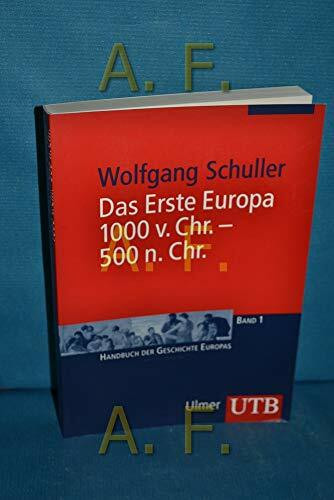 A. F.
Wolfgang Schuller
Das Erste Europa
1000 v. Chr. –
500 n. Chr.
A. F.
BAND 1
HANDBUCH DER GESCHICHTE EUROPAS
Ulmer UTB
A. F.